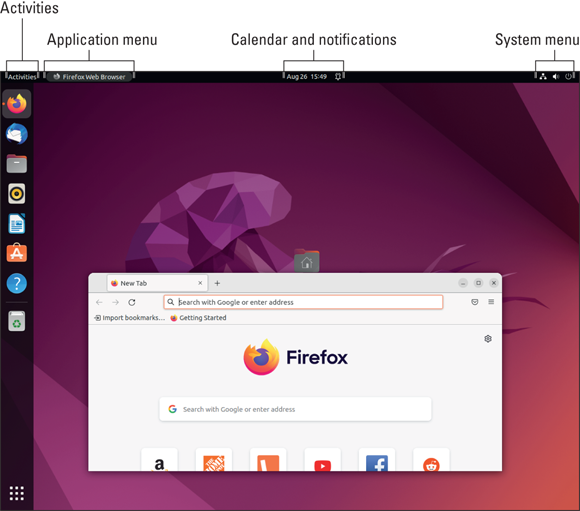 Activities
Application menu
Calendar and notifications
System menu
Activities
Firefox Web Browser
Aug 26 15:49
New Tab
Search with Google or enter address
Import bookmarks...
Getting Started
Firefox
Search with Google or enter address